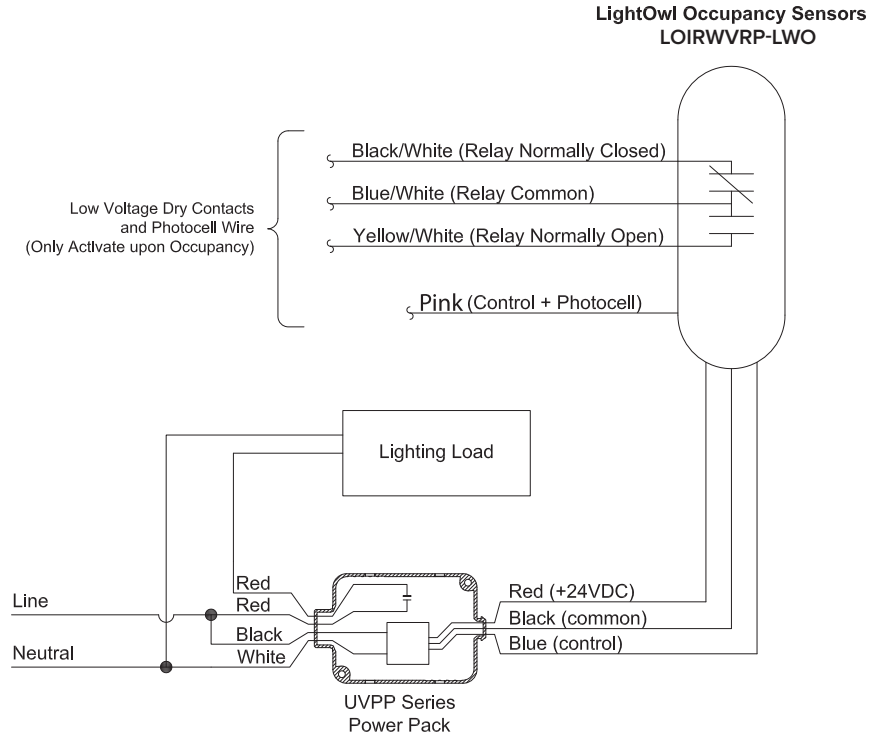 LightOwl Occupancy Sensors
LOIRWVRP-LWO
Black/White (Relay Normally Closed)
Blue/White (Relay Common)
Yellow/White (Relay Normally Open)
Low Voltage Dry Contacts
and Photocell Wire
(Only Activate upon Occupancy)
Pink (Control + Photocell)
Lighting Load
Red
Red
Black
White
Line
Neutral
Red (+24VDC)
Black (common)
Blue (control)
UVPP Series
Power Pack